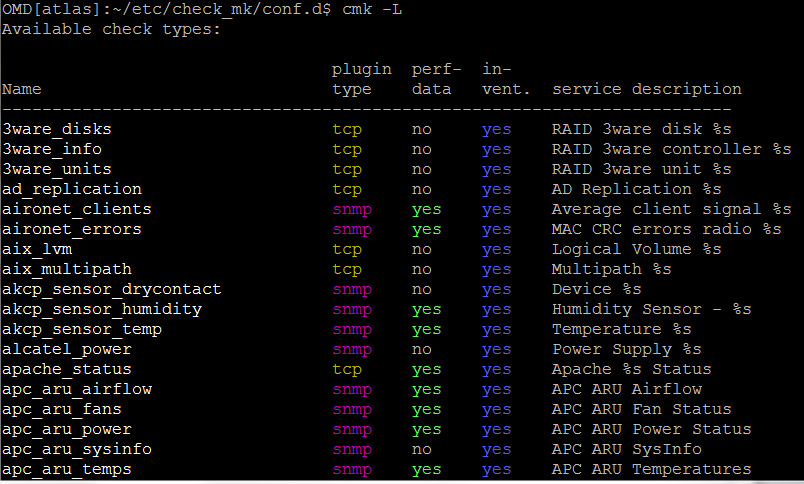 OMD[atlas]:~/etc/check_mk/conf.d$ cmk -L
Available check types:
plugin perf- in-
Name type data vent. service description
-------------------------------------------------------------------------
3ware_disks tcp no yes RAID 3ware disk %s
3ware_info tcp no yes RAID 3ware controller %s
3ware_units tcp no yes RAID 3ware unit %s
ad_replication tcp no yes AD Replication %s
aironet_clients snmp yes yes Average client signal %s
aironet_errors snmp yes yes MAC CRC errors radio %s
aix_lvm tcp no yes Logical Volume %s
aix_multipath tcp no yes Multipath %s
akcp_sensor_drycontact snmp no yes Device %s
akcp_sensor_humidity snmp yes yes Humidity Sensor - %s
akcp_sensor_temp snmp yes yes Temperature %s
alcatel_power snmp no yes Power Supply %s
apache_status tcp yes yes Apache %s Status
apc_aru_airflow snmp yes yes APC ARU Airflow
apc_aru_fans snmp yes yes APC ARU Fan Status
apc_aru_power snmp yes yes APC ARU Power Status
apc_aru_sysinfo snmp no yes APC ARU SysInfo
apc_aru_temps snmp yes yes APC ARU Temperatures